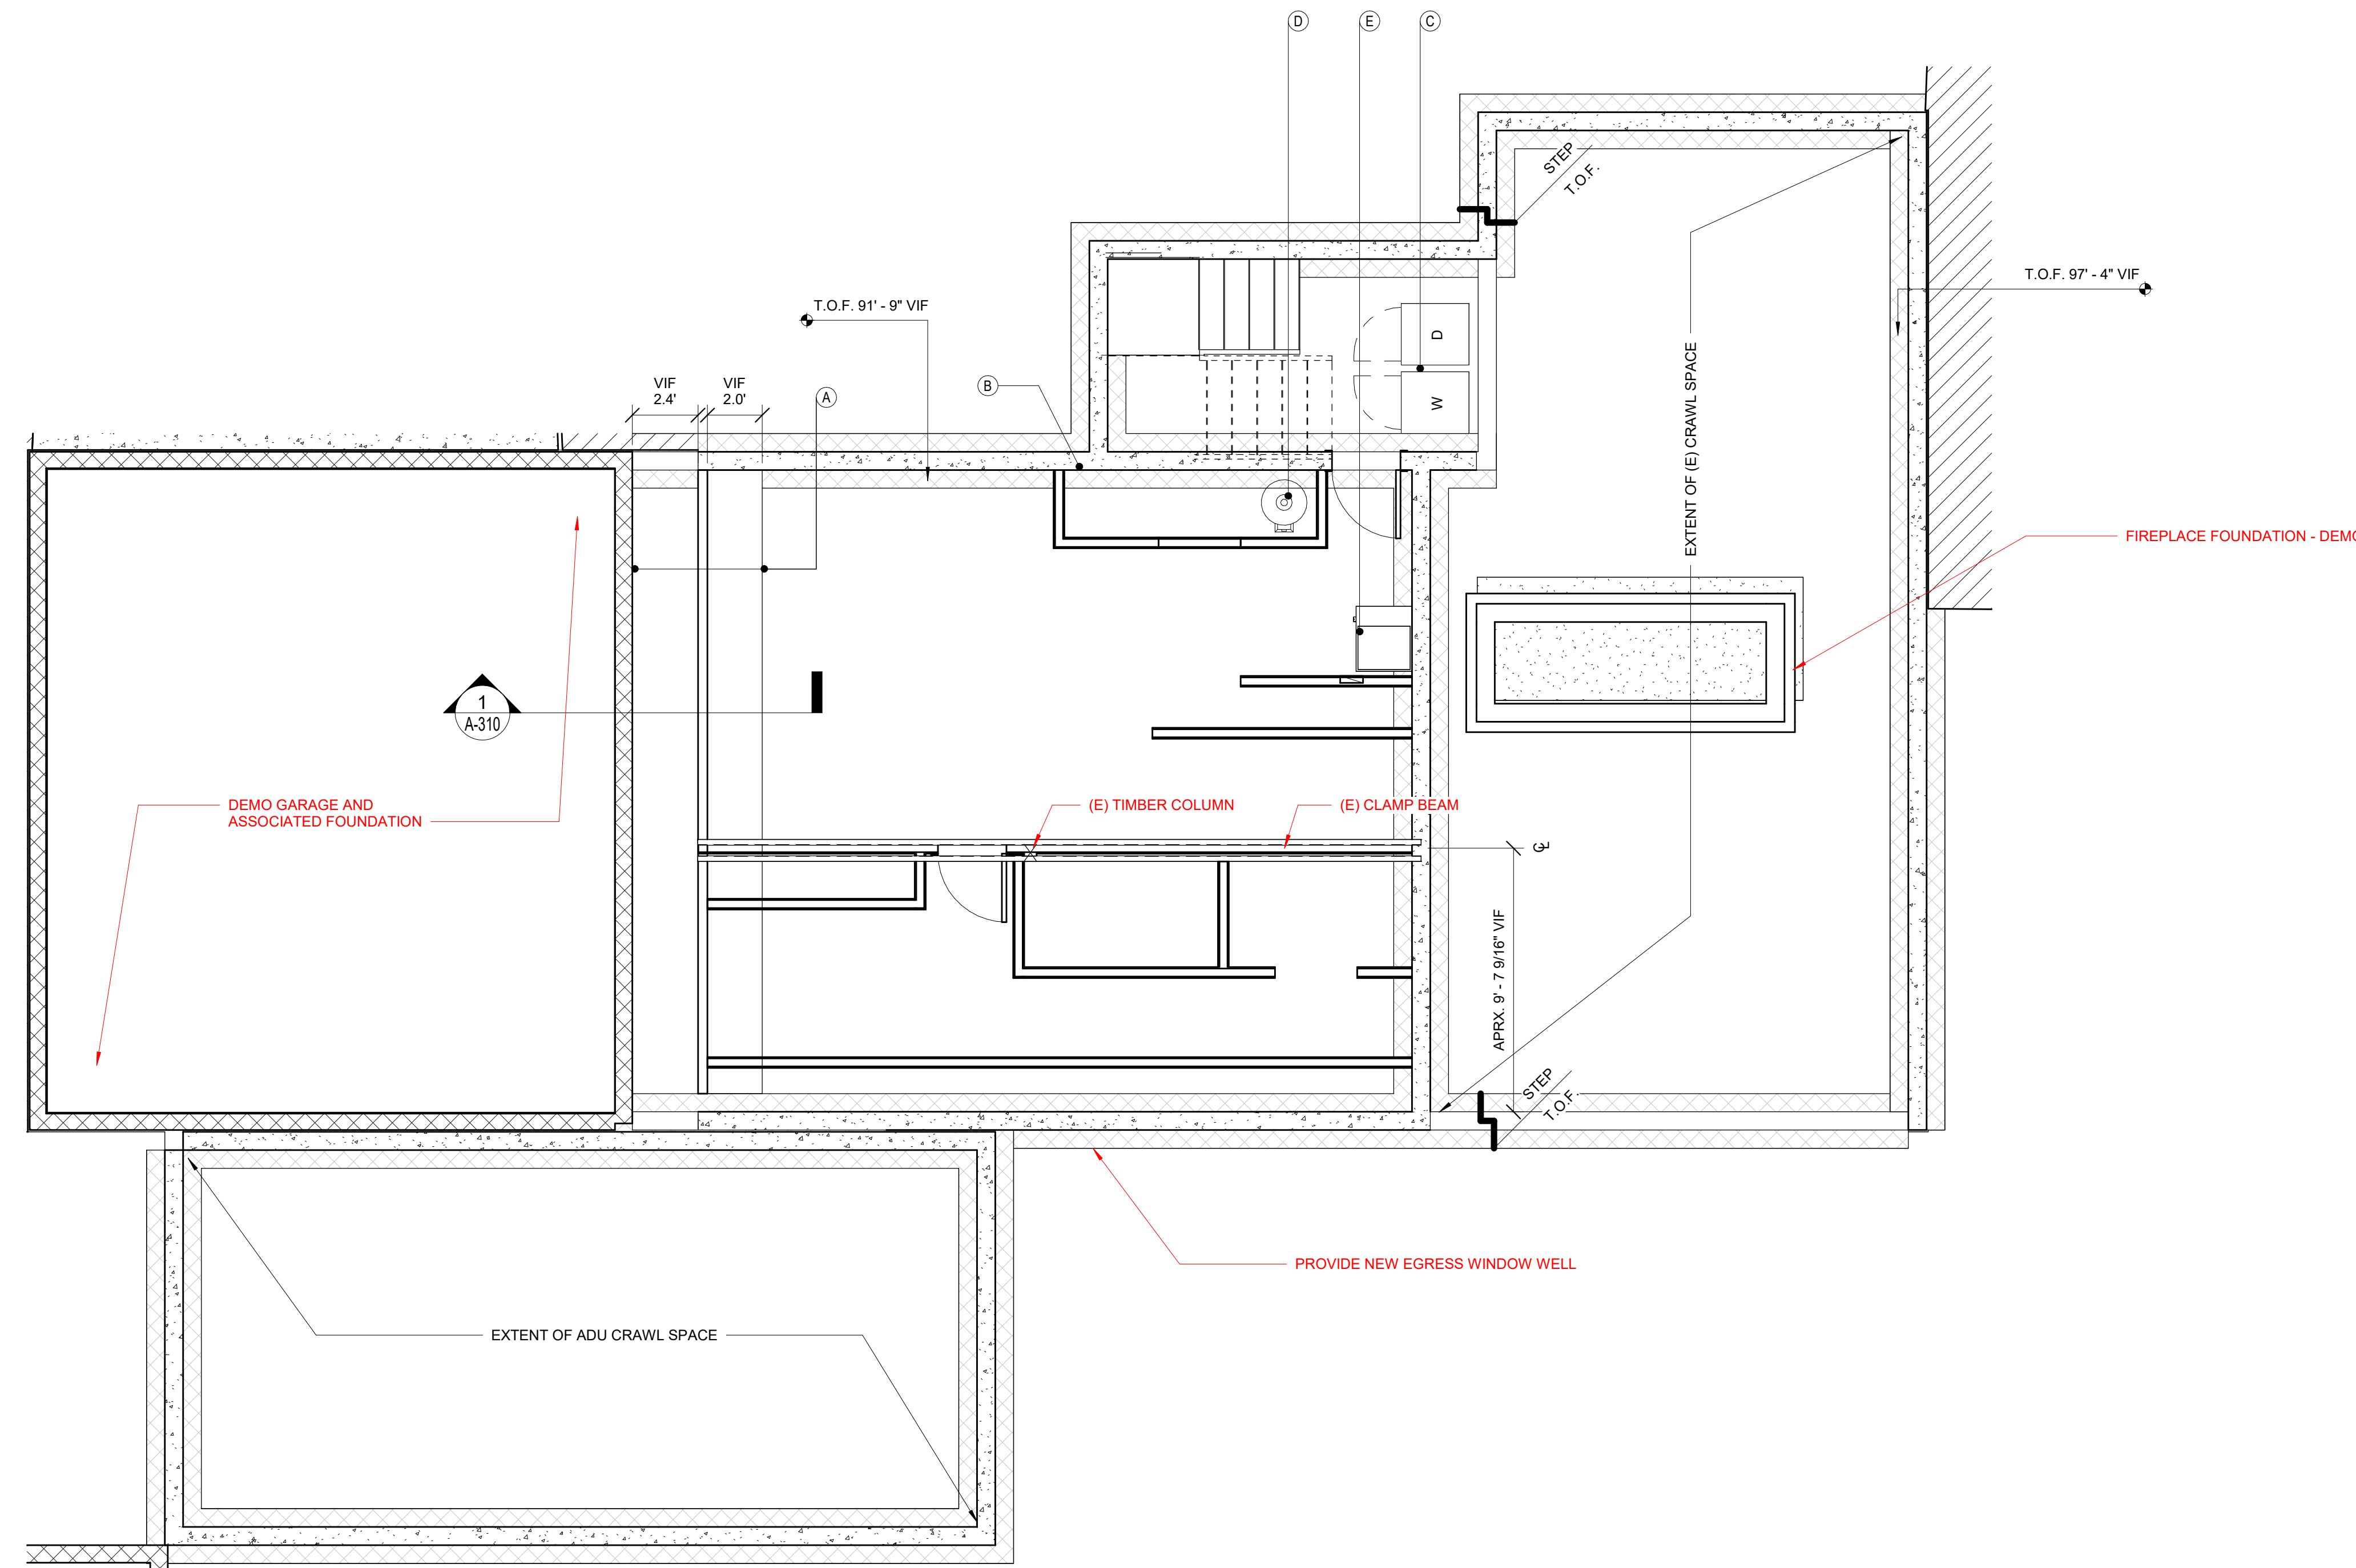 D
E
C
STEP
T.O.F.
T.O.F. 97' - 4" VIF
T.O.F. 91' - 9" VIF
D
W
VIF
2.4'
VIF
2.0'
A
B
EXTENT OF (E) CRAWL SPACE
FIREPLACE FOUNDATION - DEMO
1
A-310
DEMO GARAGE AND
ASSOCIATED FOUNDATION
(E) TIMBER COLUMN
(E) CLAMP BEAM
CL
APRX. 9' - 7 9/16" VIF
STEP
T.O.F.
PROVIDE NEW EGRESS WINDOW WELL
EXTENT OF ADU CRAWL SPACE